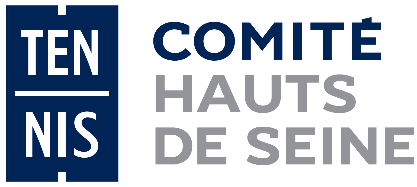 TEN
NIS
COMITÉ
HAUTS
DE SEINE